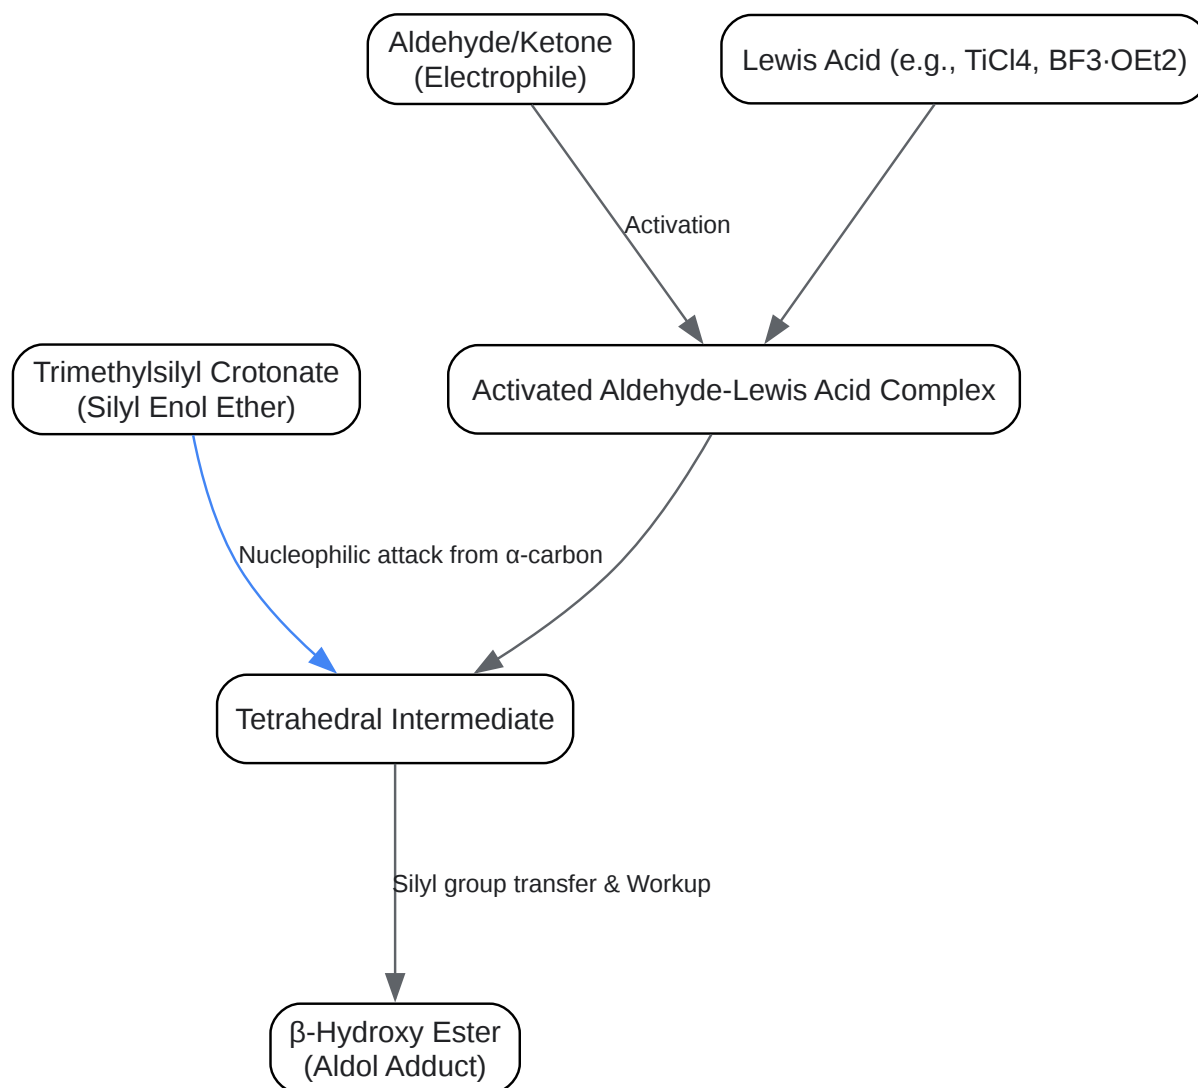 Aldehyde/Ketone
(Electrophile)
Lewis Acid (e.g., TiCl4, BF3·OEt2)
Activation
Trimethylsilyl Crotonate
(Silyl Enol Ether)
Activated Aldehyde-Lewis Acid Complex
Nucleophilic attack from α-carbon
Tetrahedral Intermediate
Silyl group transfer & Workup
β-Hydroxy Ester
(Aldol Adduct)